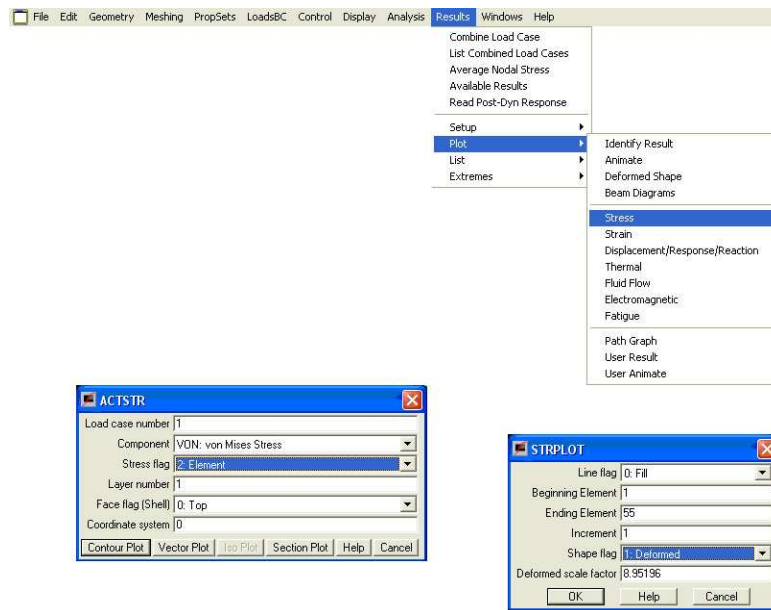 File Edit Geometry Meshing PropSets LoadsBC Control Display Analysis Results Windows Help
Combine Load Case
List Combined Load Cases
Average Nodal Stress
Available Results
Read Post-Dyn Response
Setup
Plot
List
Extremes
Identify Result
Animate
Deformed Shape
Beam Diagrams
Stress
Strain
Displacement/Response/Reaction
Thermal
Fluid Flow
Electromagnetic
Fatigue
Path Graph
User Result
User Animate
ACTSTR
Load case number 1
Component VON: von Mises Stress
Stress flag 2: Element
Layer number 1
Face flag (Shell) 0: Top
Coordinate system 0
Contour Plot Vector Plot Iso Plot Section Plot Help Cancel
STRPLOT
Line flag 0: Fill
Beginning Element 1
Ending Element 55
Increment 1
Shape flag 1: Deformed
Deformed scale factor 8.95196
OK Help Cancel